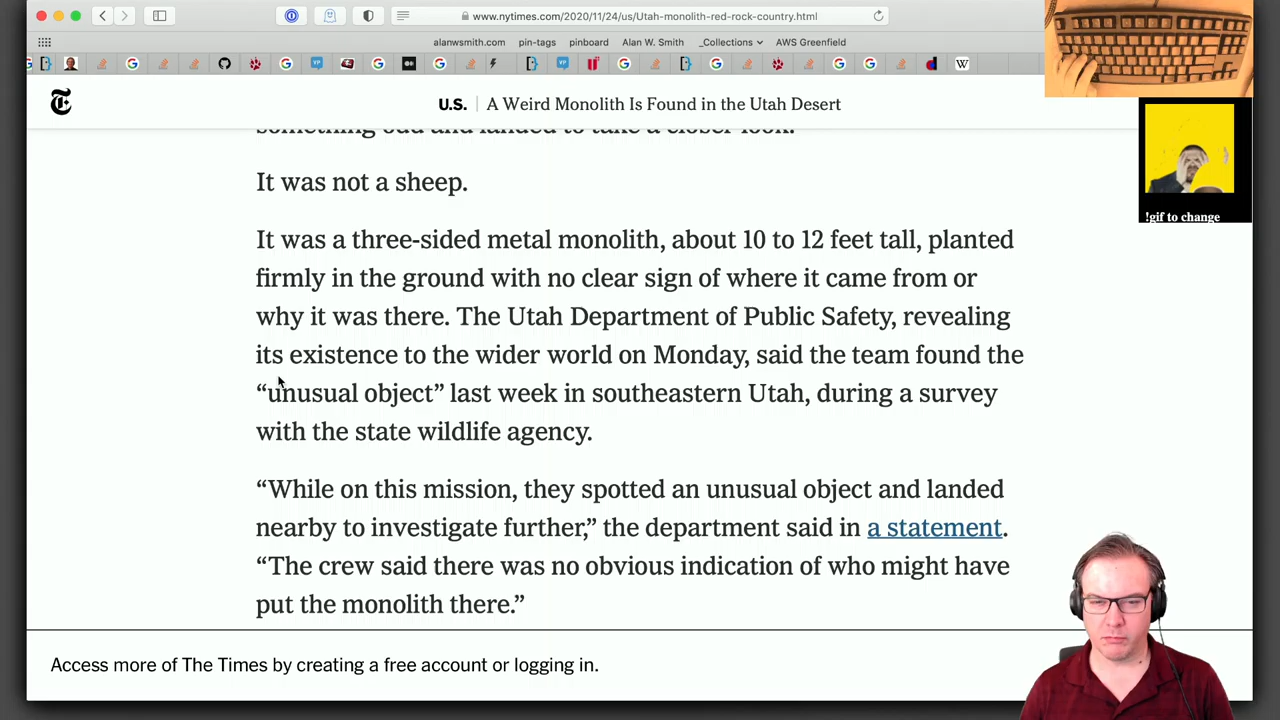 www.nytimes.com/2020/11/24/us/Utah-monolith-red-rock-country.html
alanwsmith.com pin-tags pinboard Alan W. Smith _Collections AWS Greenfield
U.S. | A Weird Monolith Is Found in the Utah Desert
something odd and landed to take a closer look.
It was not a sheep.
It was a three-sided metal monolith, about 10 to 12 feet tall, planted
firmly in the ground with no clear sign of where it came from or
why it was there. The Utah Department of Public Safety, revealing
its existence to the wider world on Monday, said the team found the
“unusual object” last week in southeastern Utah, during a survey
with the state wildlife agency.
“While on this mission, they spotted an unusual object and landed
nearby to investigate further,” the department said in a statement.
“The crew said there was no obvious indication of who might have
put the monolith there.”
Access more of The Times by creating a free account or logging in.
!gif to change